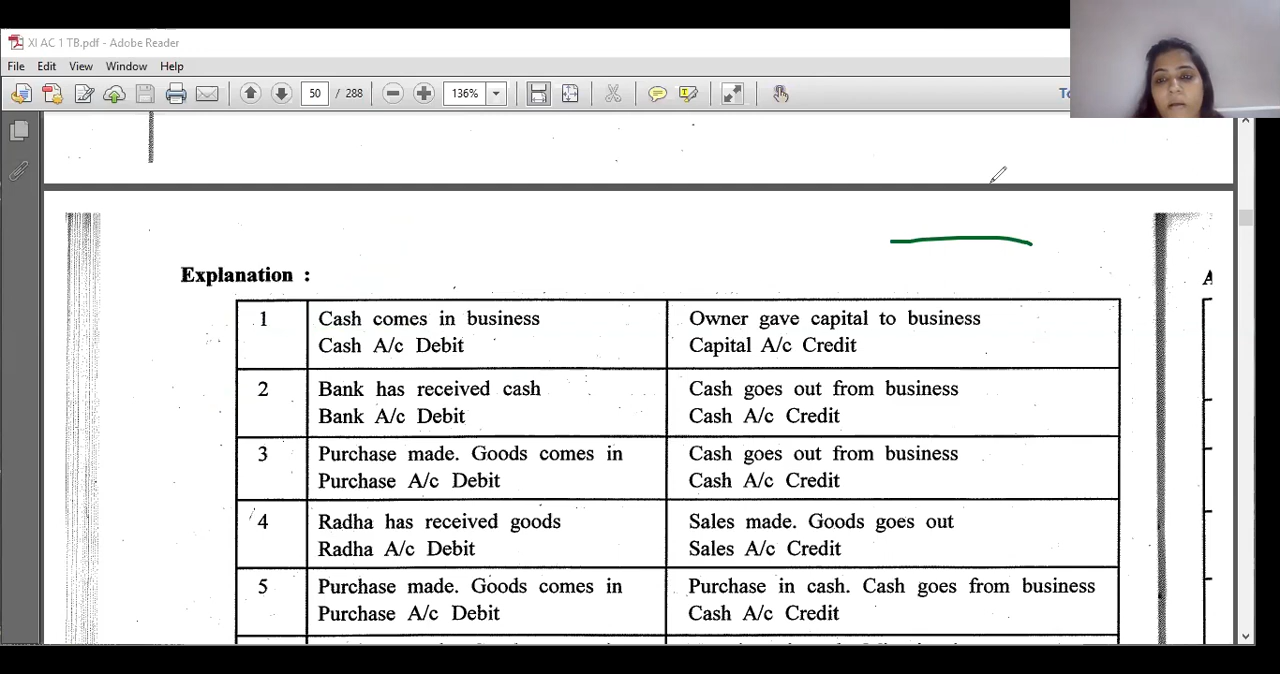 XI AC 1 TB.pdf - Adobe Reader
File Edit View Window Help
50 / 288 136%
Explanation :
1 Cash comes in business Owner gave capital to business
Cash A/c Debit Capital A/c Credit
2 Bank has received cash Cash goes out from business
Bank A/c Debit Cash A/c Credit
3 Purchase made. Goods comes in Cash goes out from business
Purchase A/c Debit Cash A/c Credit
4 Radha has received goods Sales made. Goods goes out
Radha A/c Debit Sales A/c Credit
5 Purchase made. Goods comes in Purchase in cash. Cash goes from business
Purchase A/c Debit Cash A/c Credit